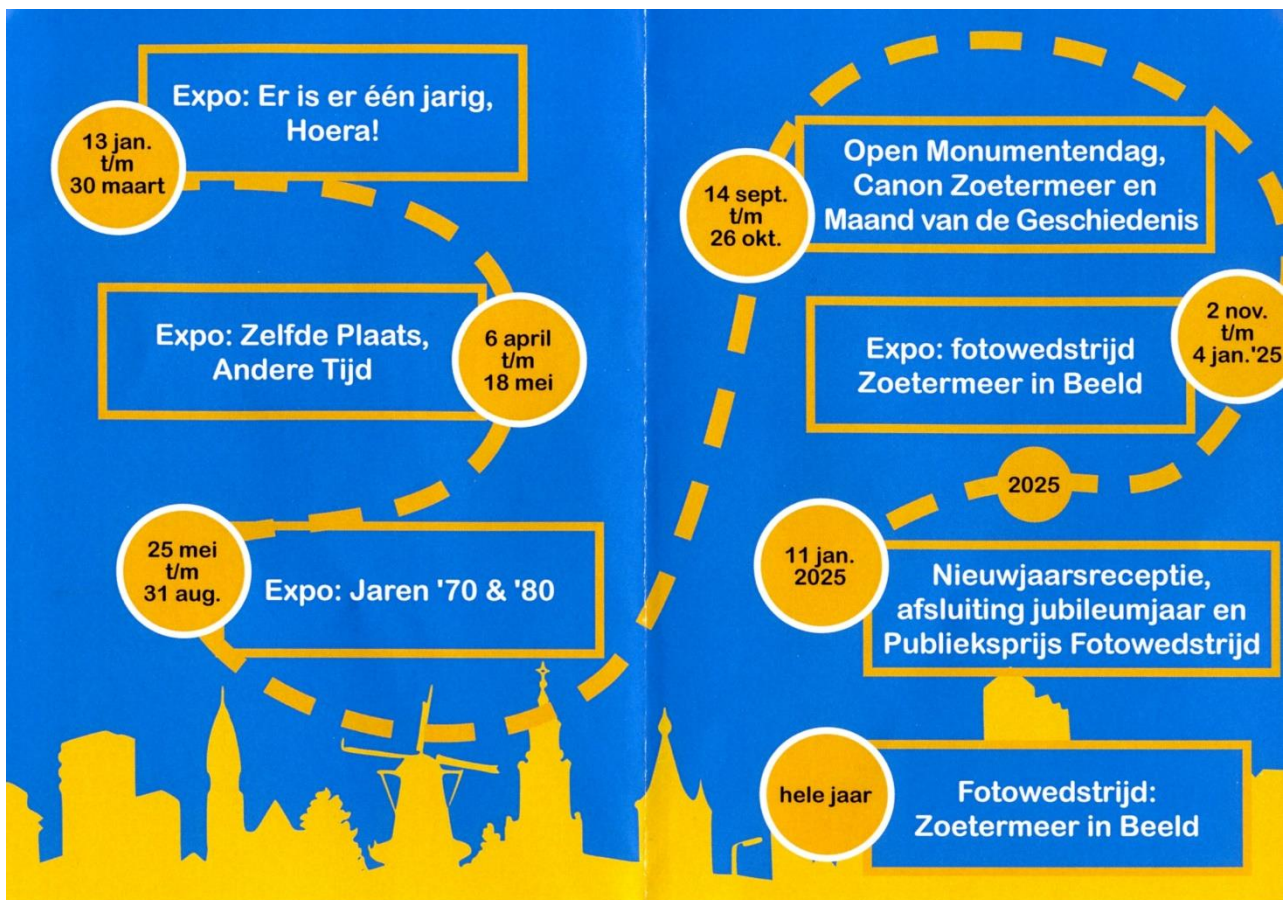 13 jan.
t/m
30 maart
Expo: Er is er één jarig,
Hoera!
Expo: Zelfde Plaats,
Andere Tijd
6 april
t/m
18 mei
25 mei
t/m
31 aug.
Expo: Jaren '70 & '80
14 sept.
t/m
26 okt.
Open Monumentendag,
Canon Zoetermeer en
Maand van de Geschiedenis
Expo: fotowedstrijd
Zoetermeer in Beeld
2 nov.
t/m
4 jan.'25
2025
11 jan.
2025
Nieuwjaarsreceptie,
afsluiting jubileumjaar en
Publieksprijs Fotowedstrijd
hele jaar
Fotowedstrijd:
Zoetermeer in Beeld